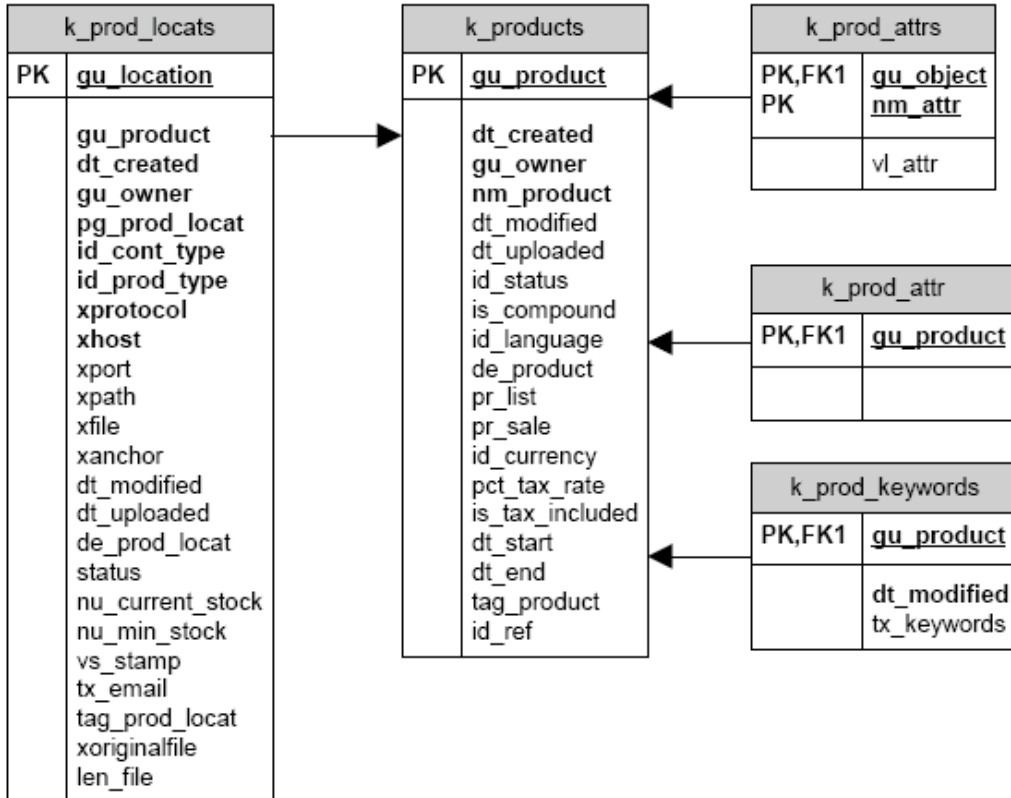 k_prod_locats
PK gu_location
gu_product
dt_created
gu_owner
pg_prod_locat
id_cont_type
id_prod_type
xprotocol
xhost
xport
xpath
xfile
xanchor
dt_modified
dt_uploaded
de_prod_locat
status
nu_current_stock
nu_min_stock
vs_stamp
tx_email
tag_prod_locat
xoriginalfile
len_file
k_products
PK gu_product
dt_created
gu_owner
nm_product
dt_modified
dt_uploaded
id_status
is_compound
id_language
de_product
pr_list
pr_sale
id_currency
pct_tax_rate
is_tax_included
dt_start
dt_end
tag_product
id_ref
k_prod_attrs
PK,FK1 gu_object
PK nm_attr
vl_attr
k_prod_attr
PK,FK1 gu_product
k_prod_keywords
PK,FK1 gu_product
dt_modified
tx_keywords